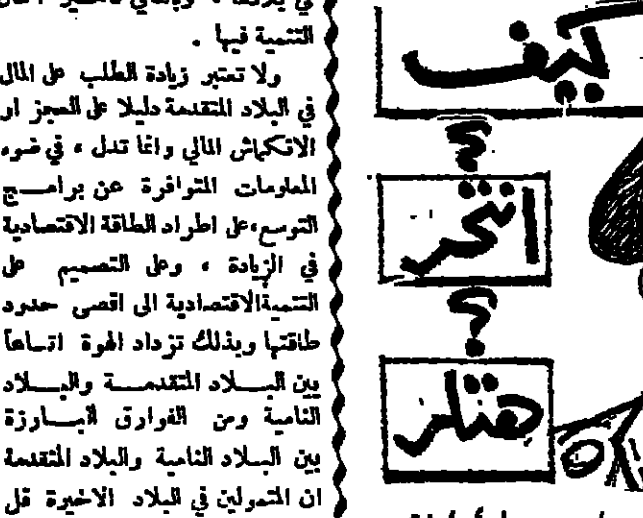 التنمية فيها .
ولا تعتبر زيادة الطلب على المال
في البلاد المتقدمة دليلا على العجز او
الانكماش المالي وانما تدل ، في ضوء
المعلومات المتوافرة عن برامج
التوسع،على اطراد الطاقة الاقتصادية
في الزيادة ، وعلى التصميم على
التنميةالاقتصادية الى اقصى حدود
طاقتها وبذلك تزداد الهوة اتساعا
بين البلاد المتقدمة والبلاد
النامية ومن الفوارق البارزة
بين البلاد النامية والبلاد المتقدمة
ان المتمولين في البلاد الاخيرة قل
كيف
؟
انتحر
؟
هتلر